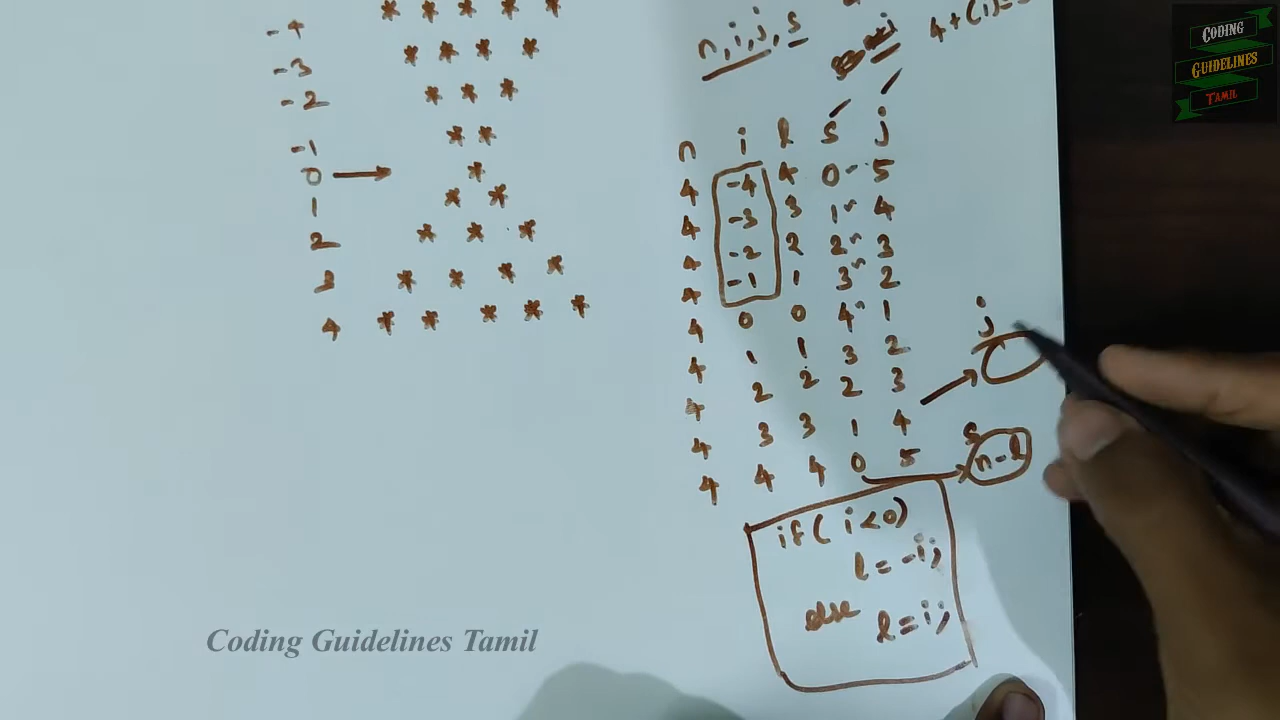 -4 * * * * *
-3 * * * *
-2 * * *
-1 * *
0 → *
1 * *
2 * * *
3 * * * *
4 * * * * *
n, i, j, s
n i l s j
4 -4 4 0 5
4 -3 3 1 4
4 -2 2 2 3
4 -1 1 3 2
4 0 0 4 1
4 1 1 3 2
4 2 2 2 3
4 3 3 1 4
4 4 4 0 5
j
s
n-l
if( i<0)
l=-i;
else
l=i;
Coding Guidelines Tamil
CODING
GUIDELINES
TAMIL